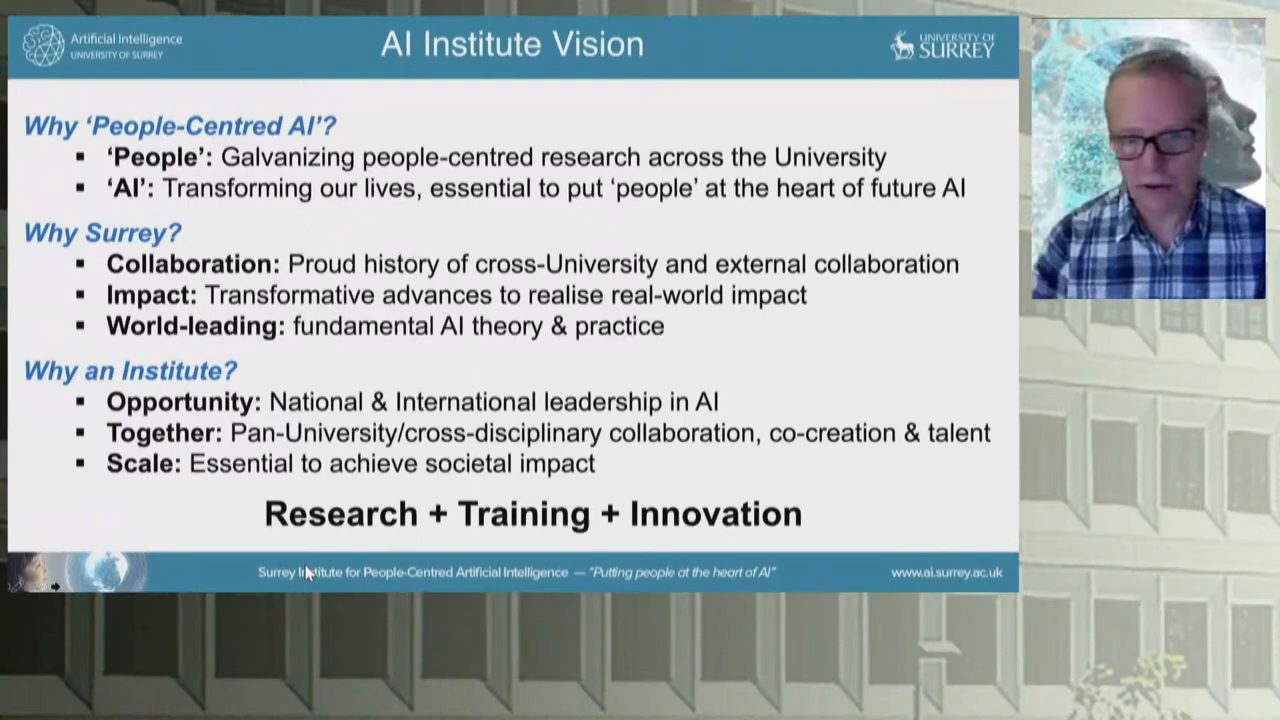 Artificial Intelligence
UNIVERSITY OF SURREY
AI Institute Vision
UNIVERSITY OF
SURREY
Why ‘People-Centred AI’?
▪ ‘People’: Galvanizing people-centred research across the University
▪ ‘AI’: Transforming our lives, essential to put ‘people’ at the heart of future AI
Why Surrey?
▪ Collaboration: Proud history of cross-University and external collaboration
▪ Impact: Transformative advances to realise real-world impact
▪ World-leading: fundamental AI theory & practice
Why an Institute?
▪ Opportunity: National & International leadership in AI
▪ Together: Pan-University/cross-disciplinary collaboration, co-creation & talent
▪ Scale: Essential to achieve societal impact
Research + Training + Innovation
Surrey Institute for People-Centred Artificial Intelligence — "Putting people at the heart of AI"
www.ai.surrey.ac.uk